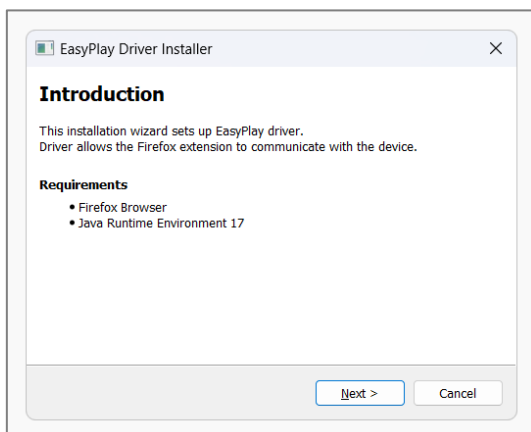 EasyPlay Driver Installer
Introduction
This installation wizard sets up EasyPlay driver.
Driver allows the Firefox extension to communicate with the device.
Requirements
• Firefox Browser
• Java Runtime Environment 17
Next >
Cancel